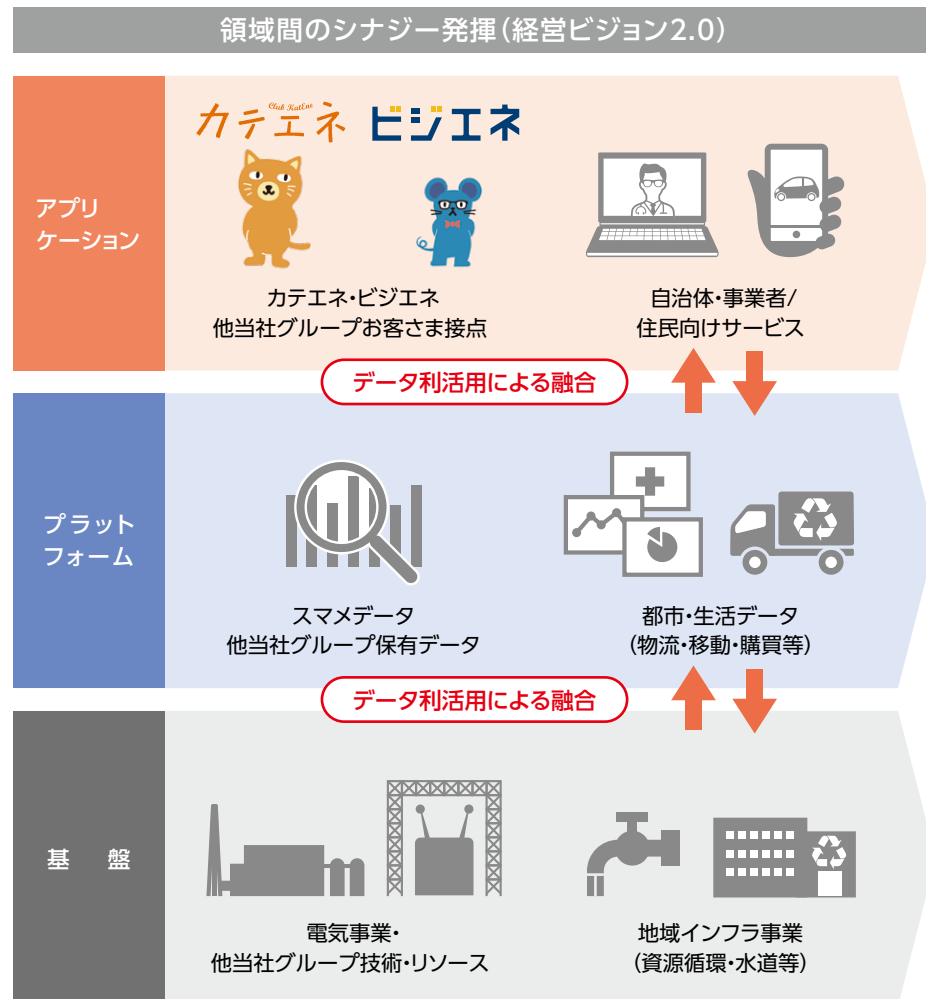 領域間のシナジー発揮（経営ビジョン2.0）
アプリ
ケーション
Club KatEne
カテエネ ビジエネ
カテエネ・ビジエネ
他当社グループお客さま接点
自治体・事業者/
住民向けサービス
データ利活用による融合
プラット
フォーム
スマメデータ
他当社グループ保有データ
都市・生活データ
（物流・移動・購買等）
データ利活用による融合
基　盤
電気事業・
他当社グループ技術・リソース
地域インフラ事業
（資源循環・水道等）